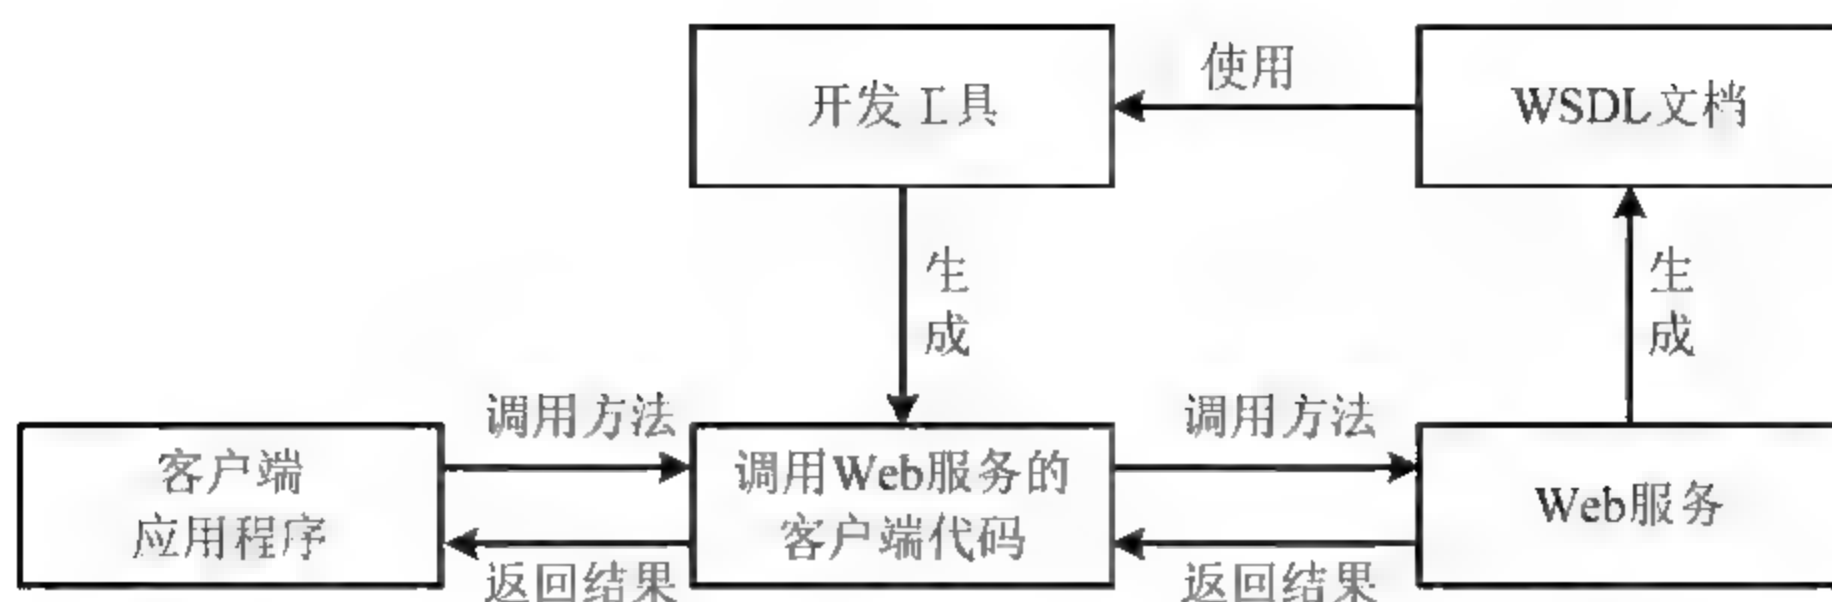 开发工具
使用
WSDL文档
生
成
生
成
客户端
应用程序
调用方法
返回结果
调用Web服务的
客户端代码
调用方法
返回结果
Web服务